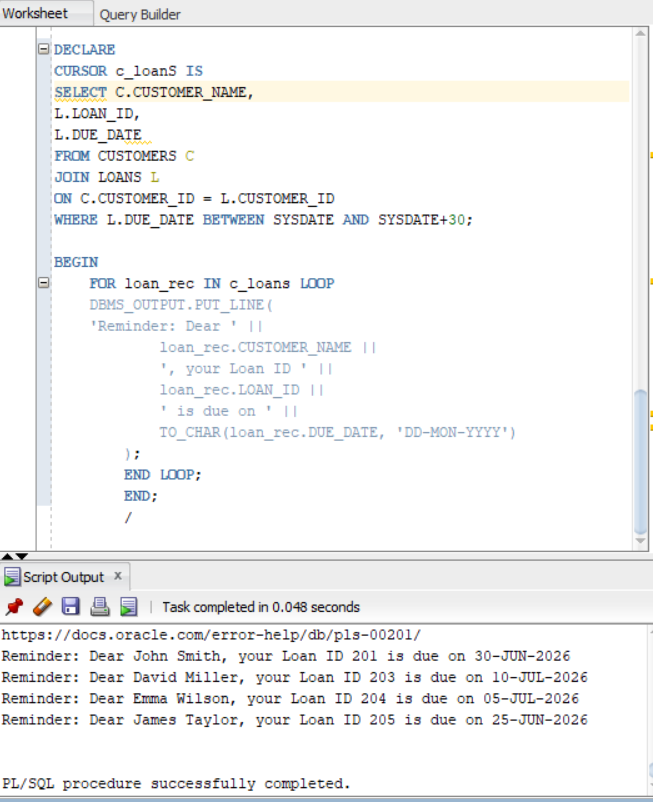 Worksheet Query Builder
DECLARE
CURSOR c_loanS IS
SELECT C.CUSTOMER_NAME,
L.LOAN_ID,
L.DUE_DATE
FROM CUSTOMERS C
JOIN LOANS L
ON C.CUSTOMER_ID = L.CUSTOMER_ID
WHERE L.DUE_DATE BETWEEN SYSDATE AND SYSDATE+30;
BEGIN
FOR loan_rec IN c_loans LOOP
DBMS_OUTPUT.PUT_LINE(
'Reminder: Dear ' ||
loan_rec.CUSTOMER_NAME ||
', your Loan ID ' ||
loan_rec.LOAN_ID ||
' is due on ' ||
TO_CHAR(loan_rec.DUE_DATE, 'DD-MON-YYYY')
);
END LOOP;
END;
/
Script Output x
Task completed in 0.048 seconds
https://docs.oracle.com/error-help/db/pls-00201/
Reminder: Dear John Smith, your Loan ID 201 is due on 30-JUN-2026
Reminder: Dear David Miller, your Loan ID 203 is due on 10-JUL-2026
Reminder: Dear Emma Wilson, your Loan ID 204 is due on 05-JUL-2026
Reminder: Dear James Taylor, your Loan ID 205 is due on 25-JUN-2026
PL/SQL procedure successfully completed.